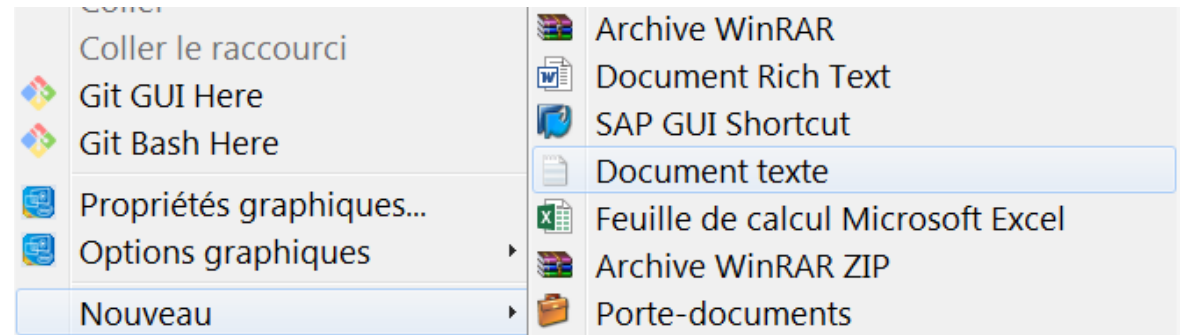 Coller
Coller le raccourci
Git GUI Here
Git Bash Here
Propriétés graphiques...
Options graphiques
Nouveau
Archive WinRAR
Document Rich Text
SAP GUI Shortcut
Document texte
Feuille de calcul Microsoft Excel
Archive WinRAR ZIP
Porte-documents